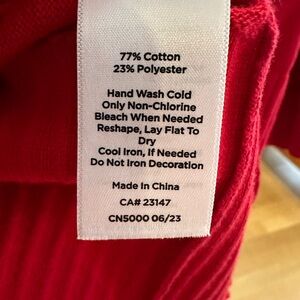 77% Cotton
23% Polyester
Hand Wash Cold
Only Non-Chlorine
Bleach When Needed
Reshape, Lay Flat To
Dry
Cool Iron, If Needed
Do Not Iron Decoration
Made in China
CA# 23147
CN5000 06/23